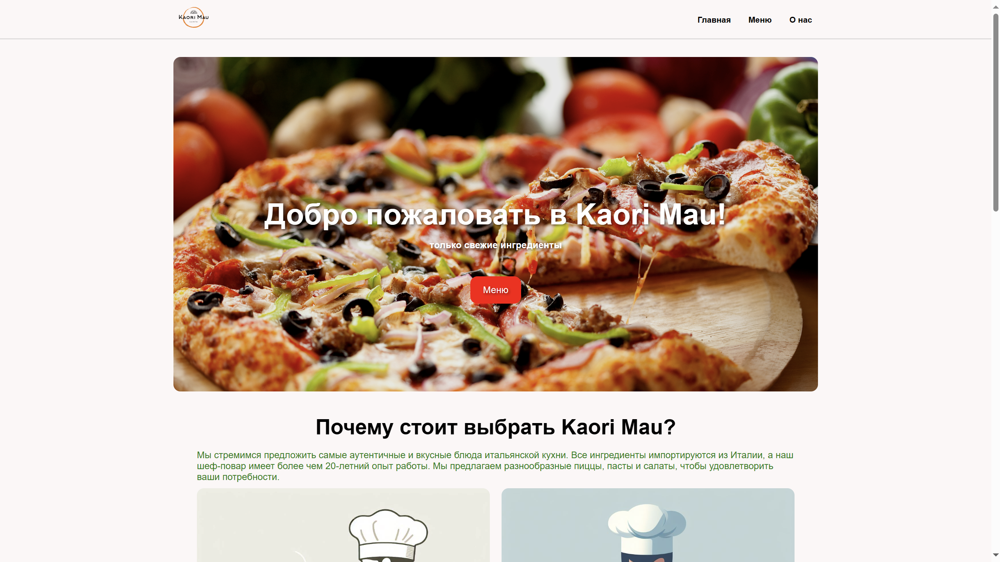 KAORI MAU
Главная
Меню
О нас
Добро пожаловать в Kaori Mau!
только свежие ингредиенты
Меню
Почему стоит выбрать Kaori Mau?
Мы стремимся предложить самые аутентичные и вкусные блюда итальянской кухни. Все ингредиенты импортируются из Италии, а наш
шеф-повар имеет более чем 20-летний опыт работы. Мы предлагаем разнообразные пиццы, пасты и салаты, чтобы удовлетворить
ваши потребности.